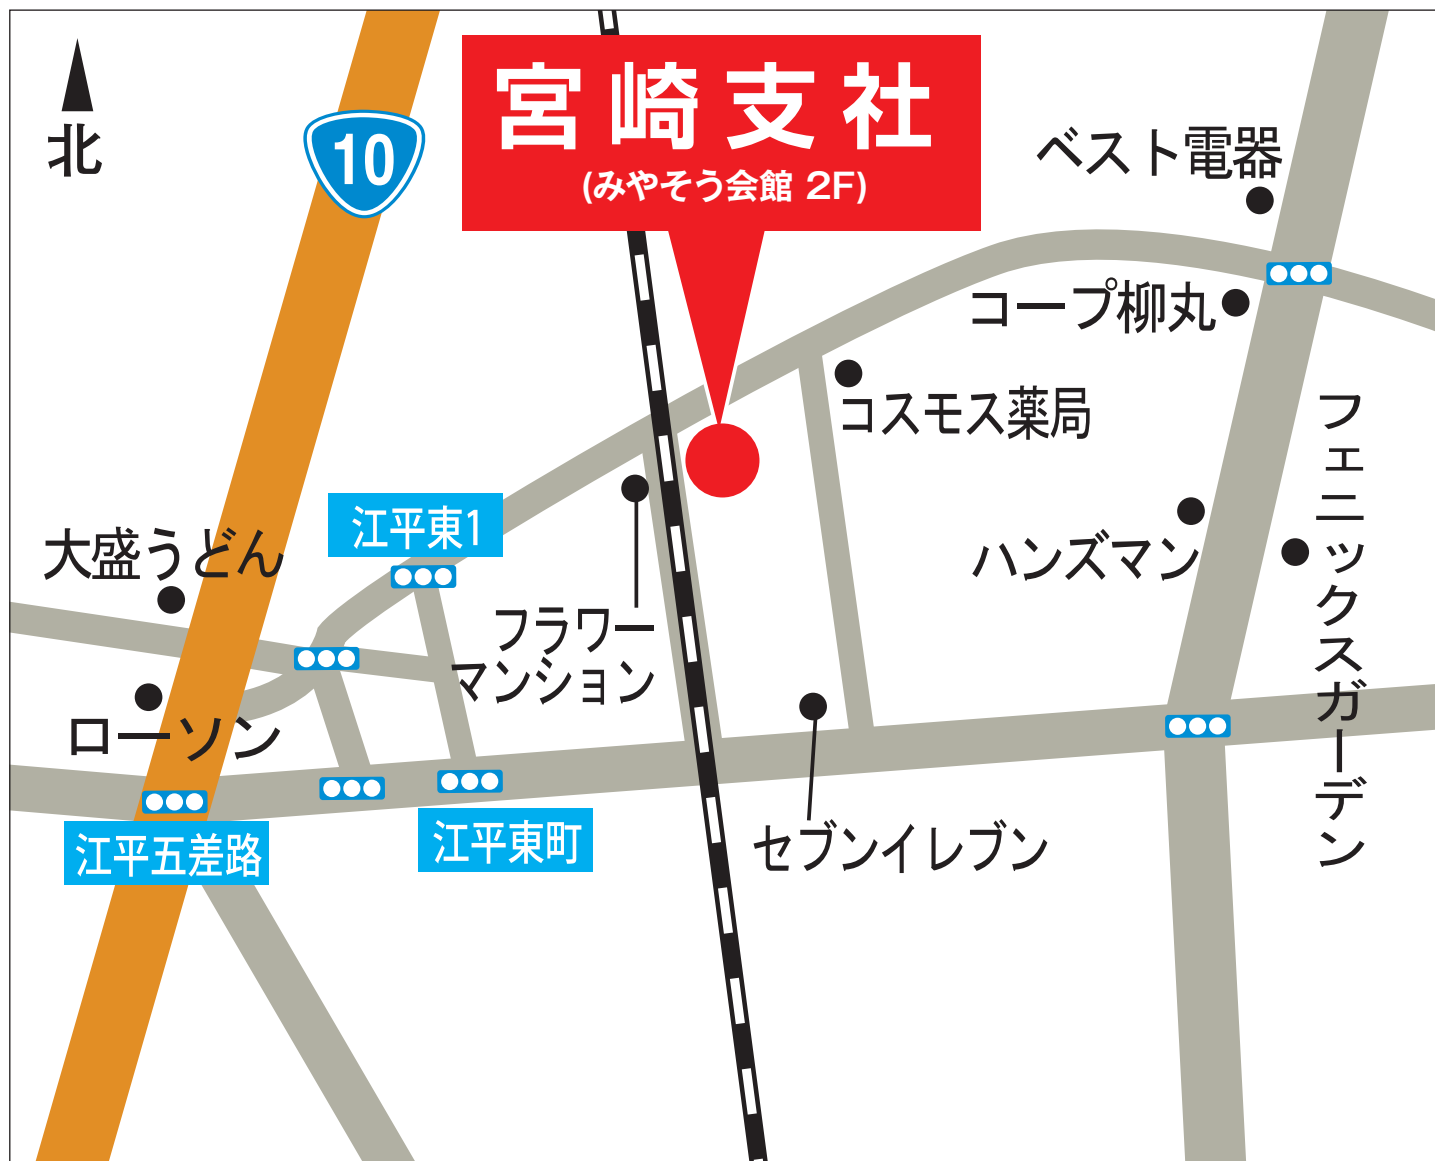 北
10
宮崎支社
(みやそう会館 2F)
ベスト電器
コープ柳丸
コスモス薬局
フェニックスガーデン
ハンズマン
江平東1
大盛うどん
フラワー
マンション
ローソン
江平五差路
江平東町
セブンイレブン